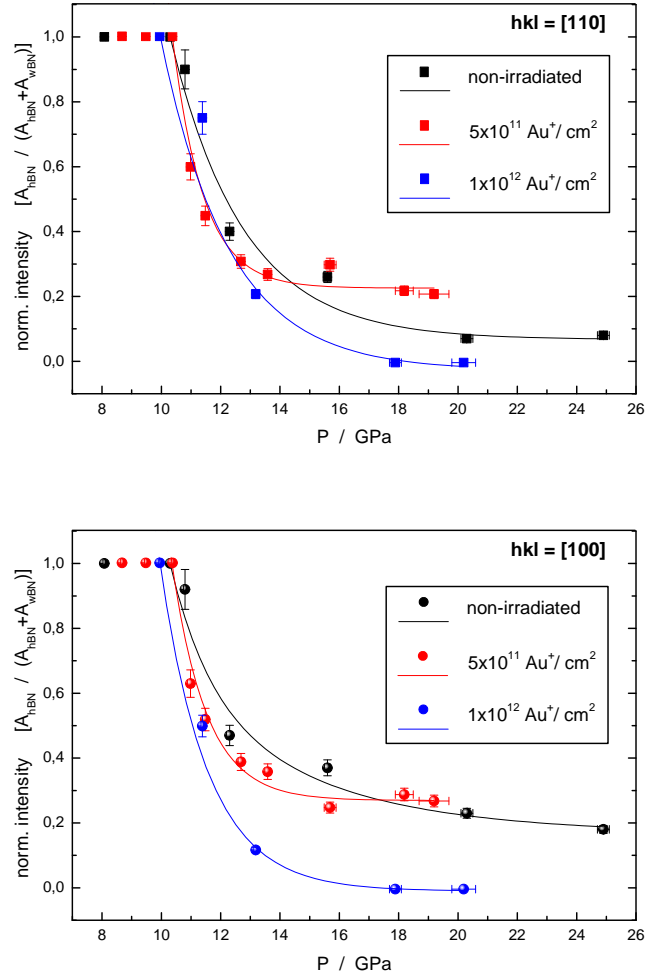 hkl = [110]
norm. intensity [A_hBN / (A_hBN+A_wBN)]
1,0
0,8
0,6
0,4
0,2
0,0
non-irradiated
5x10¹¹ Au⁺/ cm²
1x10¹² Au⁺/ cm²
8 10 12 14 16 18 20 22 24 26
P / GPa
hkl = [100]
norm. intensity [A_hBN / (A_hBN+A_wBN)]
1,0
0,8
0,6
0,4
0,2
0,0
non-irradiated
5x10¹¹ Au⁺/ cm²
1x10¹² Au⁺/ cm²
8 10 12 14 16 18 20 22 24 26
P / GPa